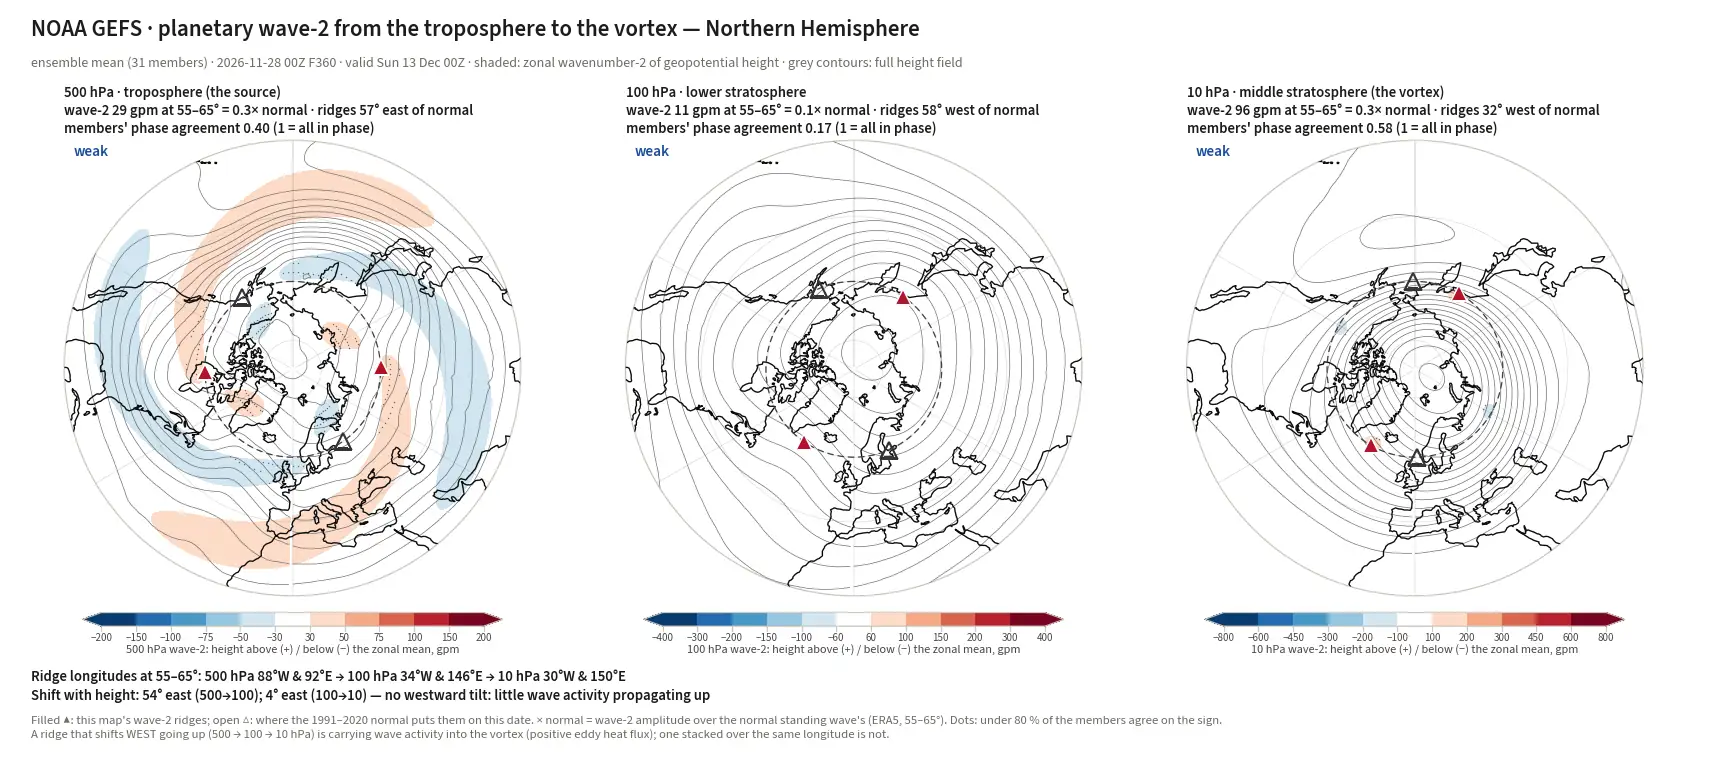 NOAA GEFS · planetary wave-2 from the troposphere to the vortex — Northern Hemisphere
ensemble mean (31 members) · 2026-11-28 00Z F360 · valid Sun 13 Dec 00Z · shaded: zonal wavenumber-2 of geopotential height · grey contours: full height field
500 hPa · troposphere (the source)
wave-2 29 gpm at 55–65° = 0.3× normal · ridges 57° east of normal
members' phase agreement 0.40 (1 = all in phase)
weak
100 hPa · lower stratosphere
wave-2 11 gpm at 55–65° = 0.1× normal · ridges 58° west of normal
members' phase agreement 0.17 (1 = all in phase)
weak
10 hPa · middle stratosphere (the vortex)
wave-2 96 gpm at 55–65° = 0.3× normal · ridges 32° west of normal
members' phase agreement 0.58 (1 = all in phase)
weak
−200 −150 −100 −75 −50 −30 30 50 75 100 150 200
500 hPa wave-2: height above (+) / below (−) the zonal mean, gpm
−400 −300 −200 −150 −100 −60 60 100 150 200 300 400
100 hPa wave-2: height above (+) / below (−) the zonal mean, gpm
−800 −600 −450 −300 −200 −100 100 200 300 450 600 800
10 hPa wave-2: height above (+) / below (−) the zonal mean, gpm
Ridge longitudes at 55–65°: 500 hPa 88°W & 92°E → 100 hPa 34°W & 146°E → 10 hPa 30°W & 150°E
Shift with height: 54° east (500→100); 4° east (100→10) — no westward tilt: little wave activity propagating up
Filled ▲: this map's wave-2 ridges; open △: where the 1991–2020 normal puts them on this date. × normal = wave-2 amplitude over the normal standing wave's (ERA5, 55–65°). Dots: under 80 % of the members agree on the sign.
A ridge that shifts WEST going up (500 → 100 → 10 hPa) is carrying wave activity into the vortex (positive eddy heat flux); one stacked over the same longitude is not.